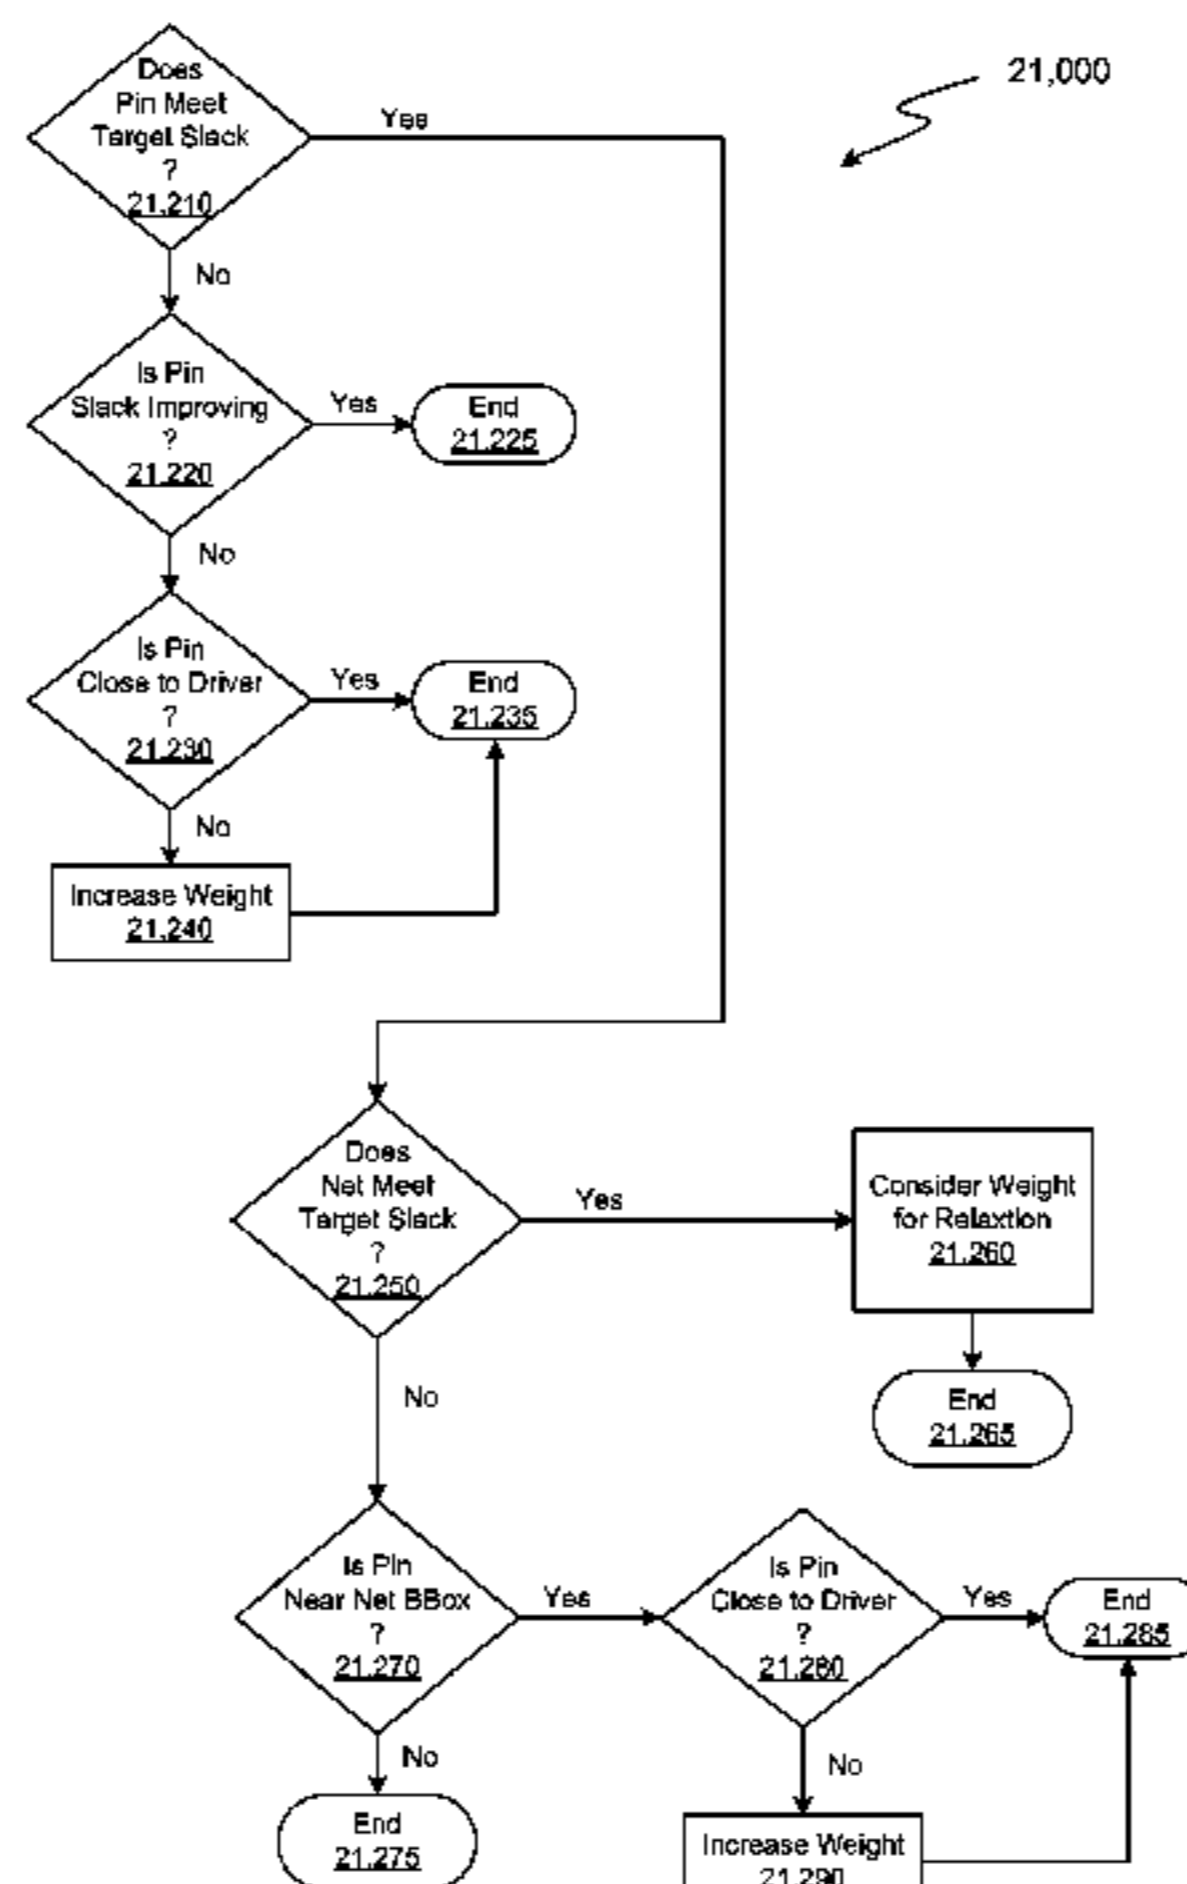 21,000
Does
Pin Meet
Target Slack
?
21,210
Yes
No
Is Pin
Slack Improving
?
21,220
Yes
End
21,225
No
Is Pin
Close to Driver
?
21,230
Yes
End
21,235
No
Increase Weight
21,240
Does
Net Meet
Target Slack
?
21,250
Yes
Consider Weight
for Relaxtion
21,260
End
21,265
No
Is Pin
Near Net BBox
?
21,270
Yes
Is Pin
Close to Driver
?
21,280
Yes
End
21,285
No
End
21,275
No
Increase Weight
21,290